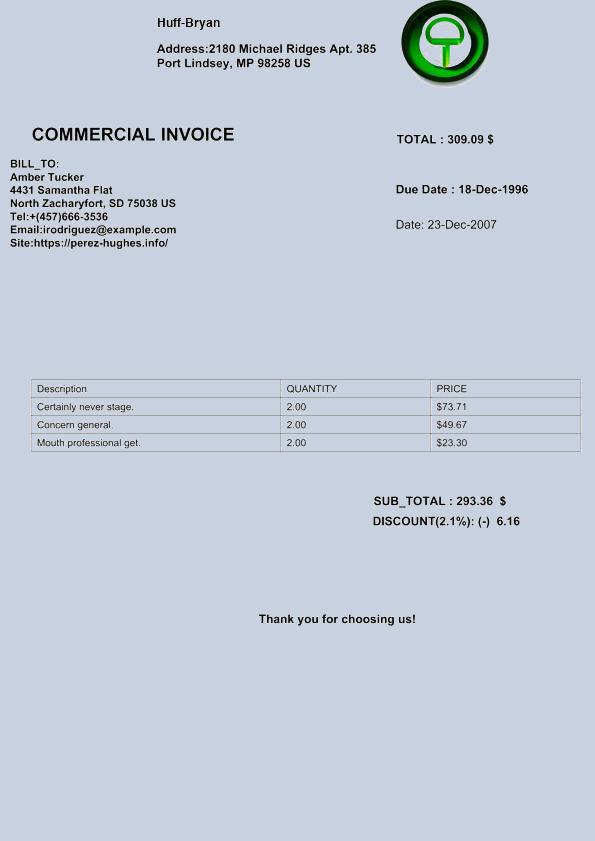 Huff-Bryan
Address:2180 Michael Ridges Apt. 385
Port Lindsey, MP 98258 US
COMMERCIAL INVOICE
TOTAL : 309.09 $
BILL_TO:
Amber Tucker
4431 Samantha Flat
North Zacharyfort, SD 75038 US
Tel:+(457)666-3536
Email:irodriguez@example.com
Site:https://perez-hughes.info/
Due Date : 18-Dec-1996
Date: 23-Dec-2007
Description QUANTITY PRICE
Certainly never stage. 2.00 $73.71
Concern general. 2.00 $49.67
Mouth professional get. 2.00 $23.30
SUB_TOTAL : 293.36 $
DISCOUNT(2.1%): (-) 6.16
Thank you for choosing us!